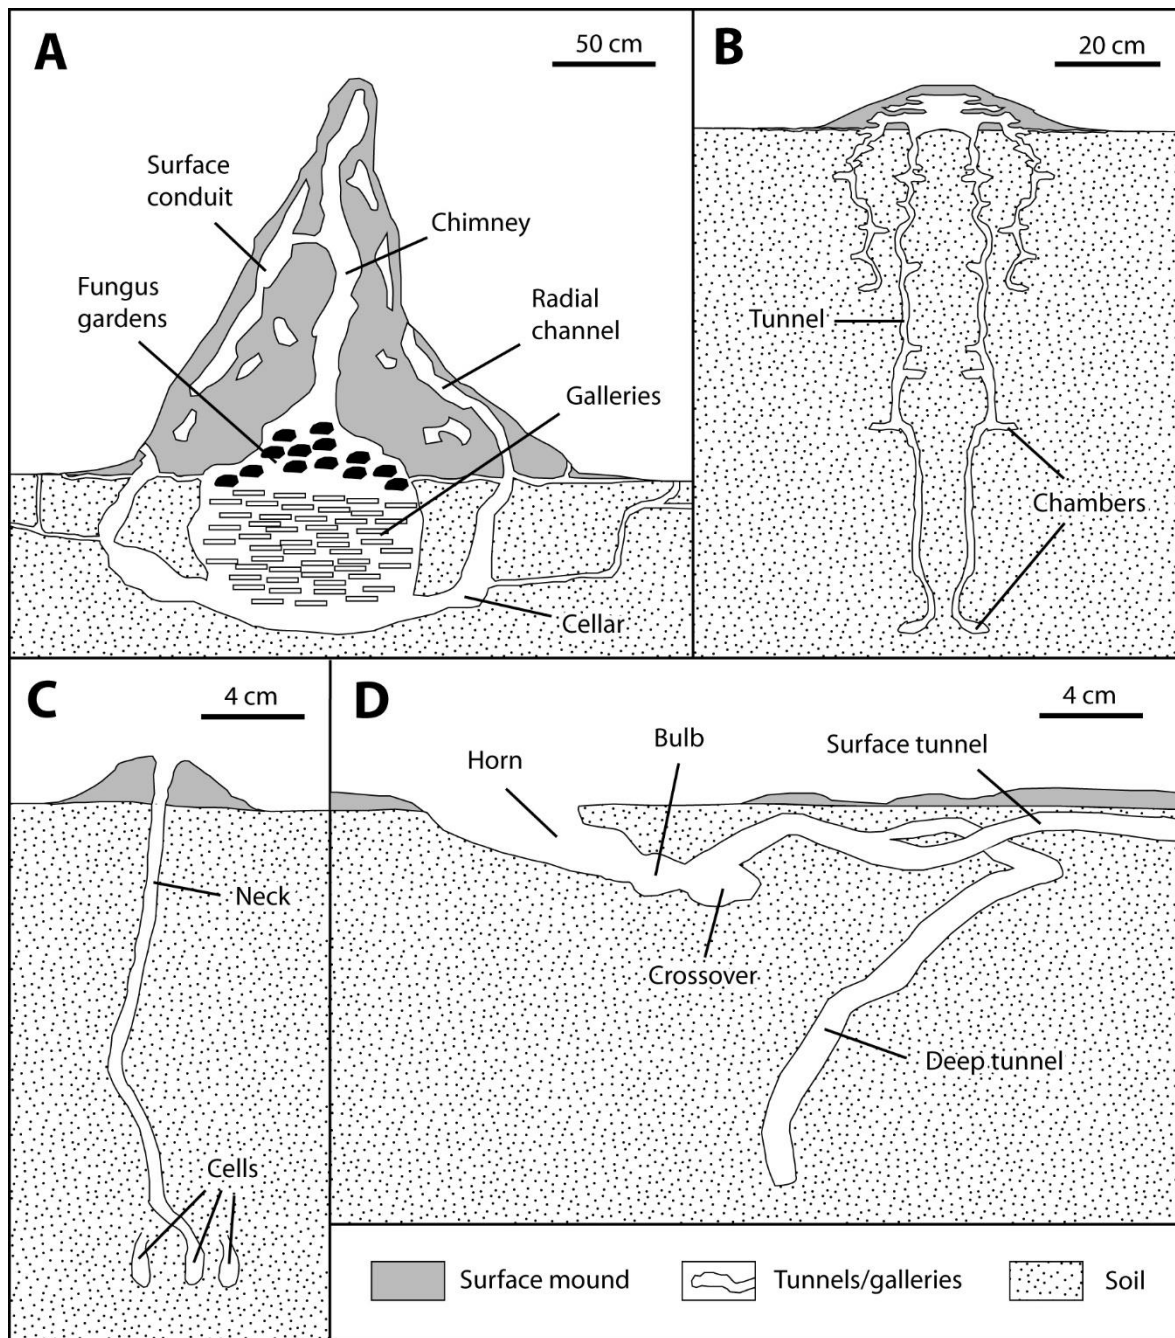 A
50 cm
Surface
conduit
Chimney
Fungus
gardens
Radial
channel
Galleries
Cellar
B
20 cm
Tunnel
Chambers
C
4 cm
Neck
Cells
D
4 cm
Horn
Bulb
Surface tunnel
Crossover
Deep tunnel
Surface mound
Tunnels/galleries
Soil